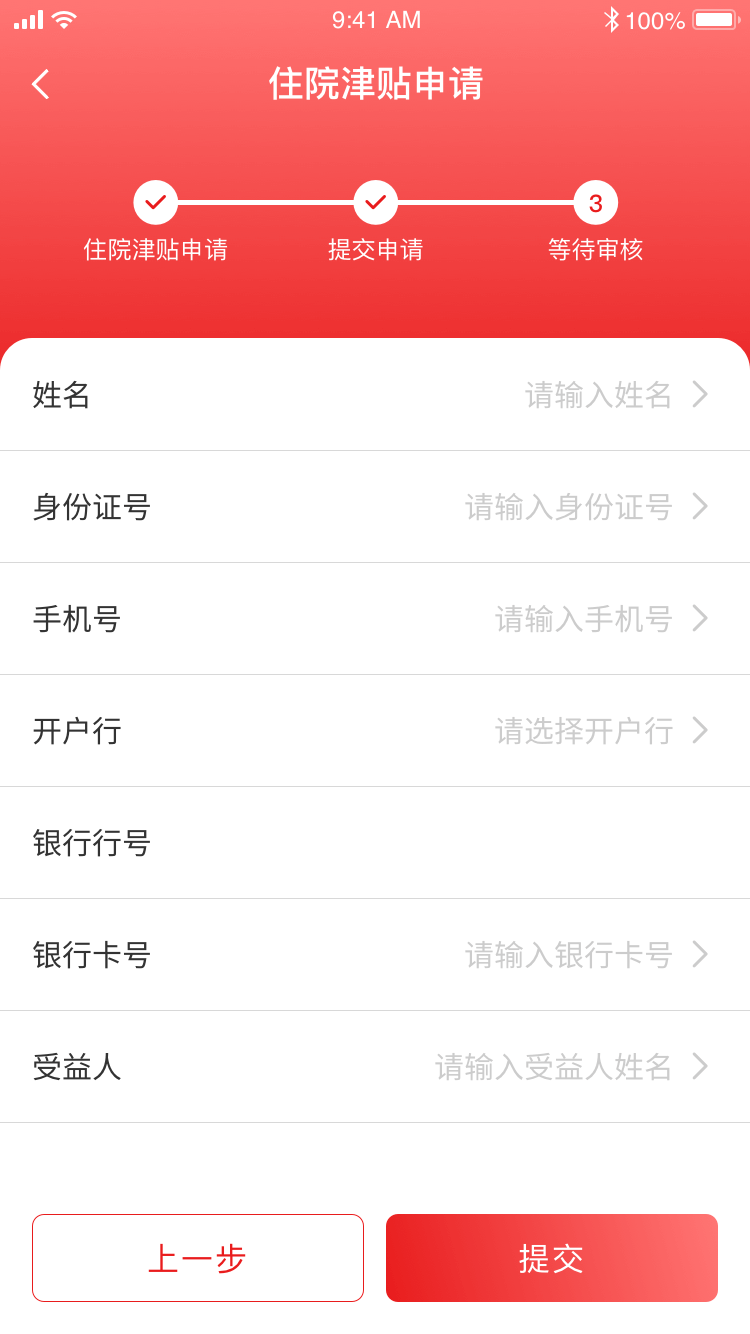 9:41 AM 100%
住院津贴申请
3
住院津贴申请 提交申请 等待审核
姓名 请输入姓名
身份证号 请输入身份证号
手机号 请输入手机号
开户行 请选择开户行
银行行号
银行卡号 请输入银行卡号
受益人 请输入受益人姓名
上一步 提交